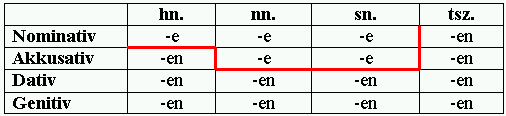 hn. nn. sn. tsz.
Nominativ -e -e -e -en
Akkusativ -en -e -e -en
Dativ -en -en -en -en
Genitiv -en -en -en -en